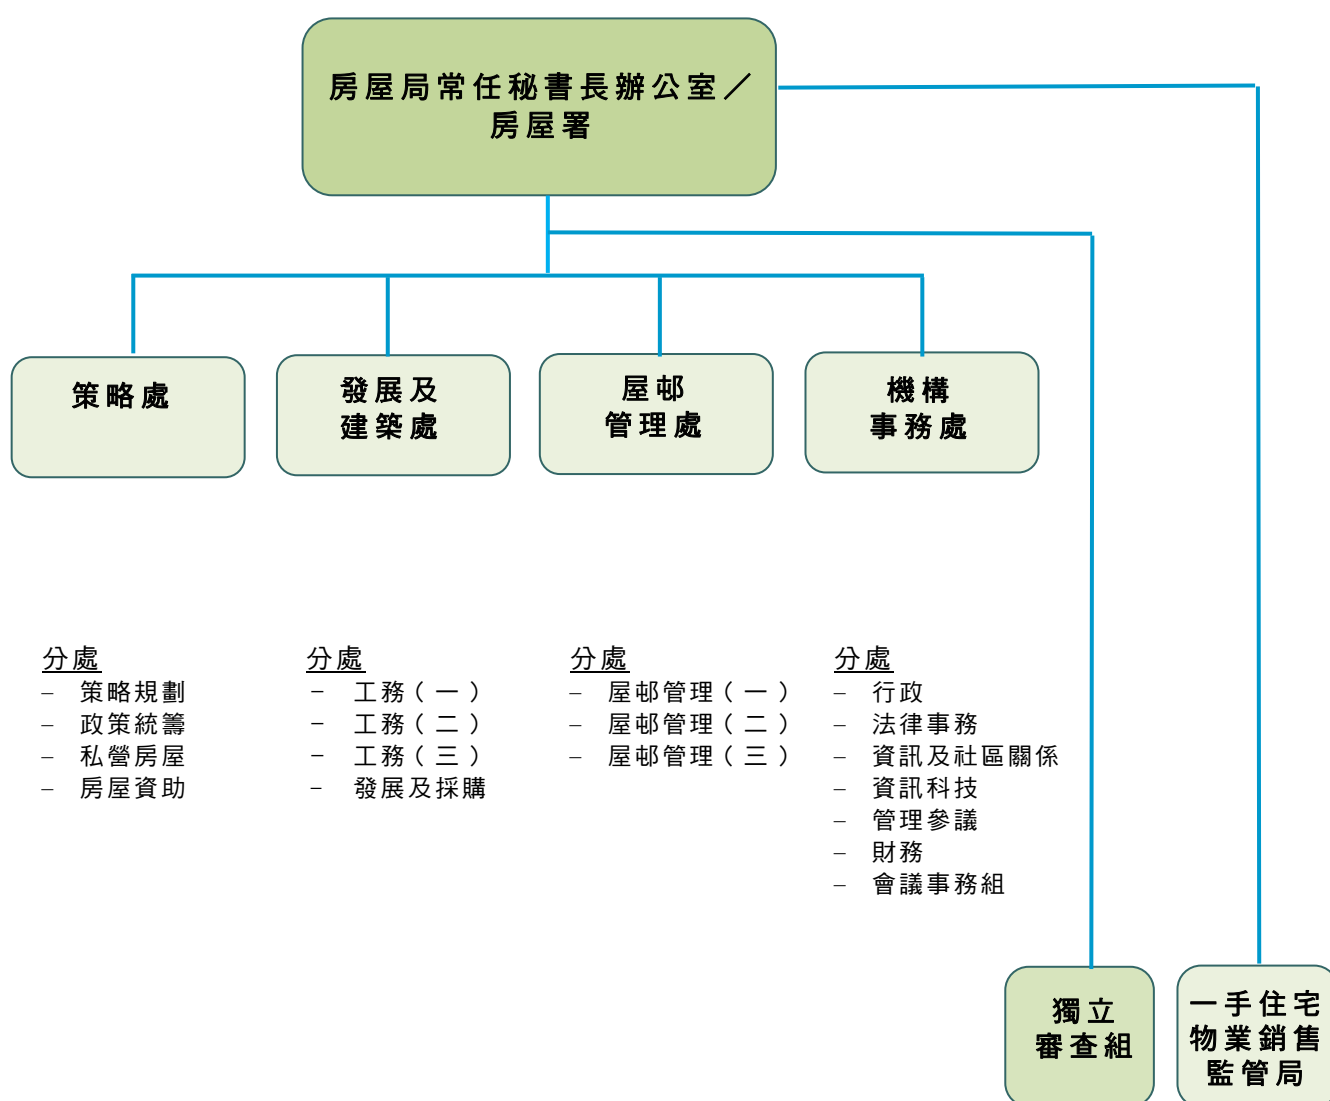 房屋局常任秘書長辦公室／
房屋署
策略處
發展及
建築處
屋邨
管理處
機構
事務處
分處
– 策略規劃
– 政策統籌
– 私營房屋
– 房屋資助
分處
– 工務（一）
– 工務（二）
– 工務（三）
– 發展及採購
分處
– 屋邨管理（一）
– 屋邨管理（二）
– 屋邨管理（三）
分處
– 行政
– 法律事務
– 資訊及社區關係
– 資訊科技
– 管理參議
– 財務
– 會議事務組
獨立
審查組
一手住宅
物業銷售
監管局